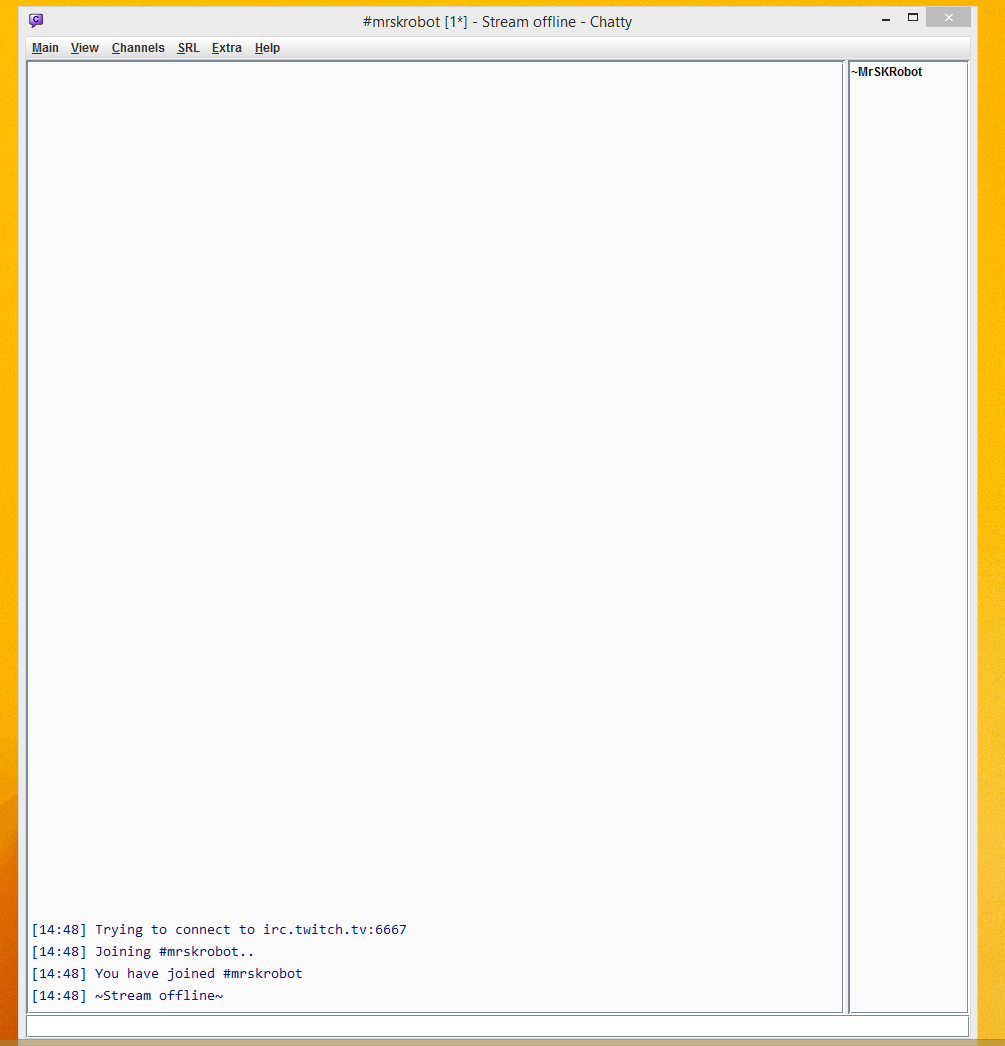 #mrskrobot [1*] - Stream offline - Chatty
Main View Channels SRL Extra Help
~MrSKRobot
[14:48] Trying to connect to irc.twitch.tv:6667
[14:48] Joining #mrskrobot..
[14:48] You have joined #mrskrobot
[14:48] ~Stream offline~